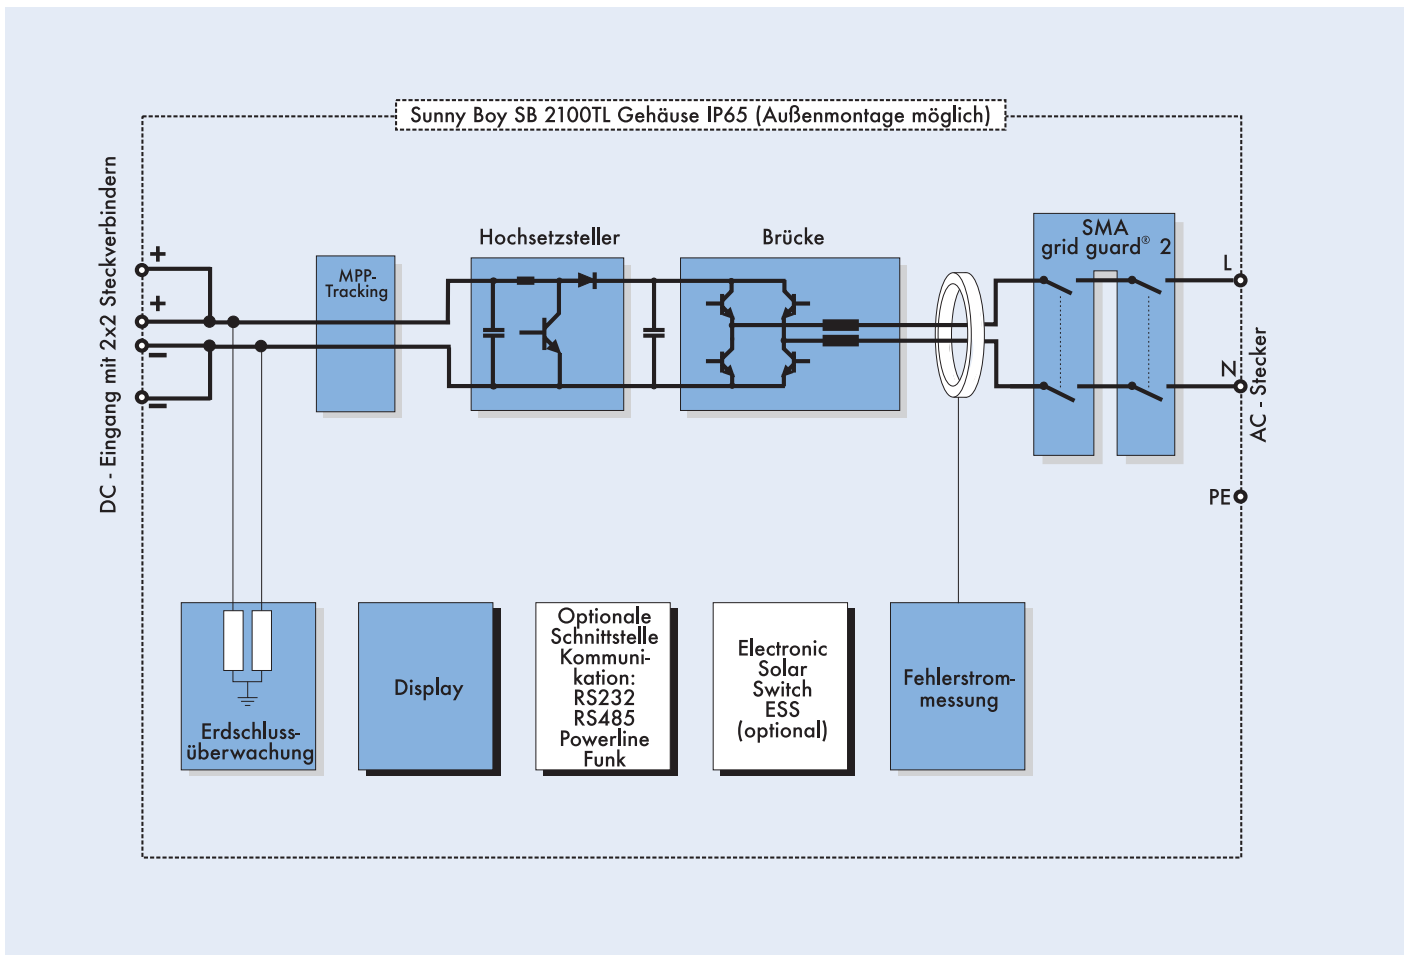 Sunny Boy SB 2100TL Gehäuse IP65 (Außenmontage möglich)
DC - Eingang mit 2x2 Steckverbindern
+
+
–
–
MPP-
Tracking
Hochsetzsteller
Brücke
SMA
grid guard® 2
L
N
AC - Stecker
PE
Erdschluss-
überwachung
Display
Optionale
Schnittstelle
Kommuni-
kation:
RS232
RS485
Powerline
Funk
Electronic
Solar
Switch
ESS
(optional)
Fehlerstrom-
messung